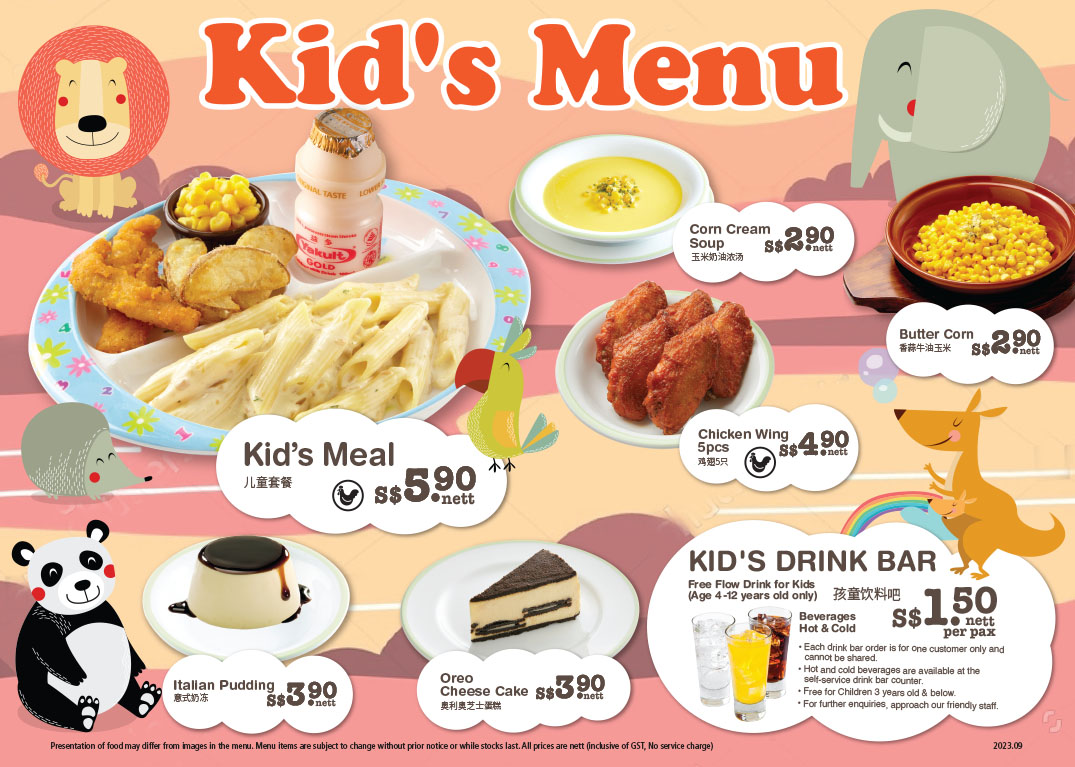 Kid's Menu
ORIGINAL TASTE
LOWER
益多
Yakult
GOLD
Corn Cream
Soup
玉米奶油浓汤
S$2.90
nett
Butter Corn
香蒜牛油玉米
S$2.90
nett
Kid's Meal
儿童套餐
S$5.90
nett
Chicken Wing
5pcs
鸡翅5只
S$4.90
nett
Italian Pudding
意式奶冻
S$3.90
nett
Oreo
Cheese Cake
奥利奥芝士蛋糕
S$3.90
nett
KID'S DRINK BAR
Free Flow Drink for Kids
(Age 4-12 years old only)
孩童饮料吧
Beverages
Hot & Cold
S$1.50
nett
per pax
• Each drink bar order is for one customer only and
cannot be shared.
• Hot and cold beverages are available at the
self-service drink bar counter.
• Free for Children 3 years old & below.
• For further enquiries, approach our friendly staff.
Presentation of food may differ from images in the menu. Menu items are subject to change without prior notice or while stocks last. All prices are nett (inclusive of GST, No service charge)
2023.09